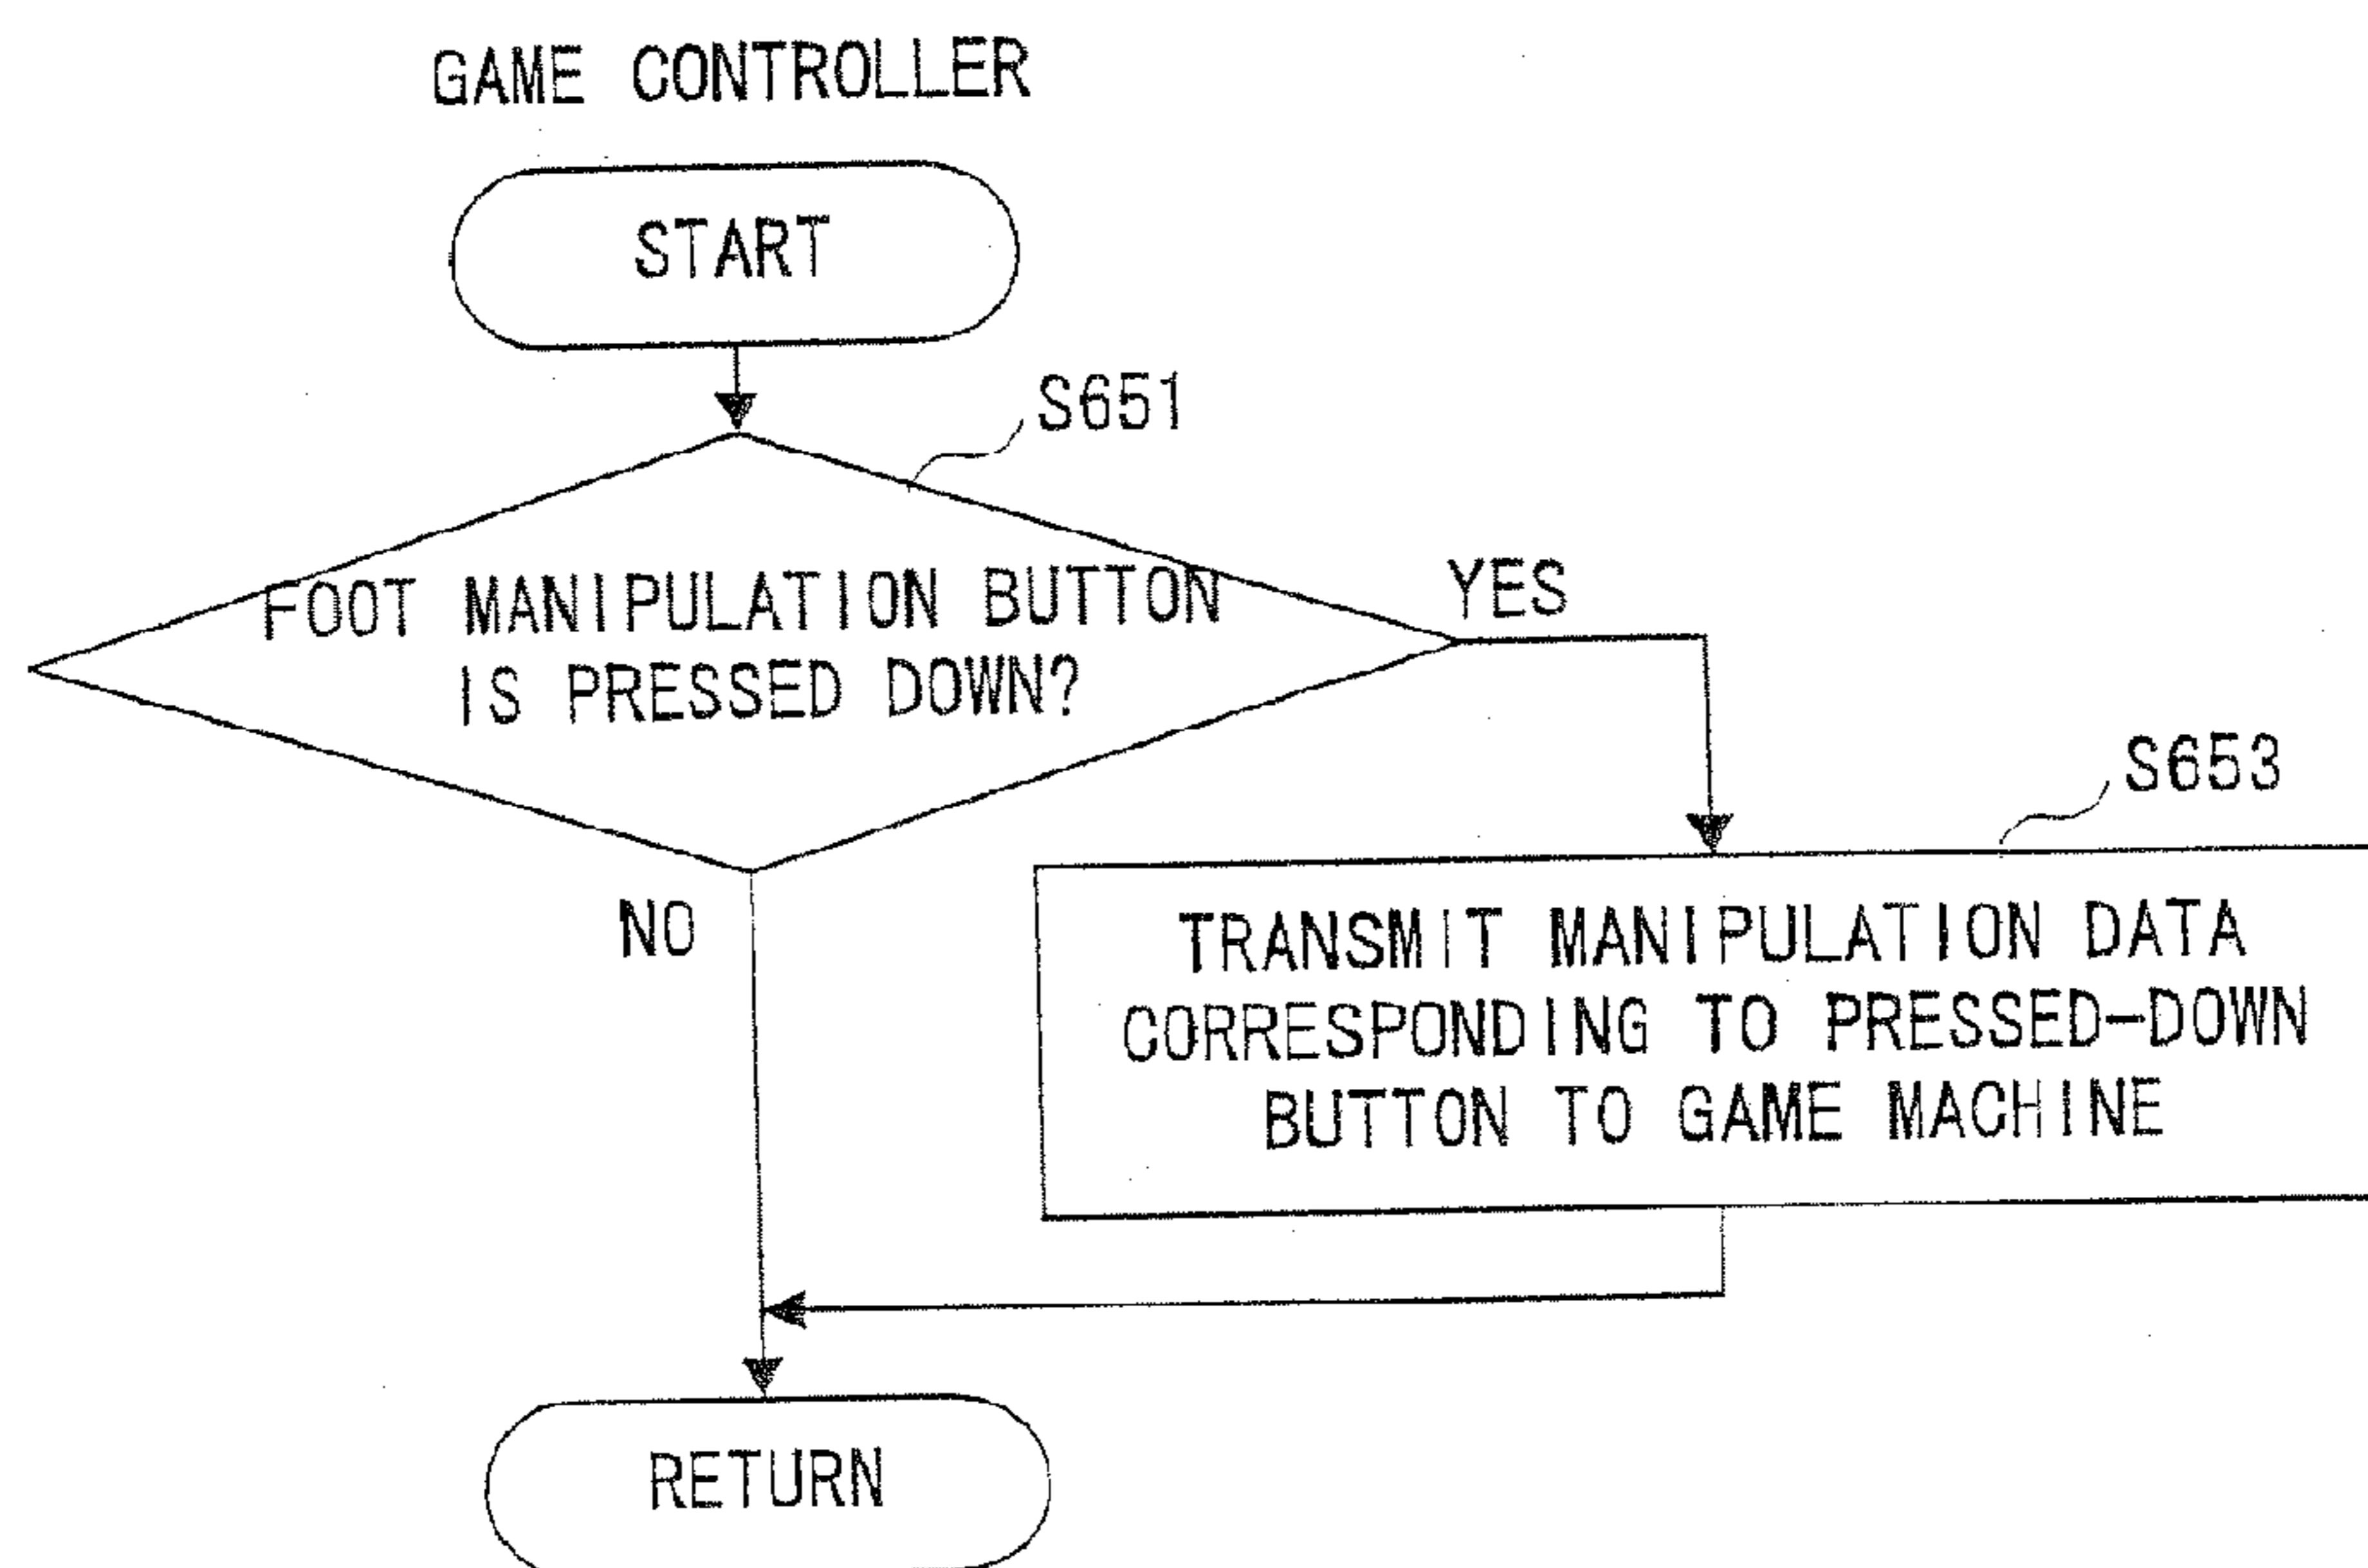 GAME CONTROLLER
START
S651
FOOT MANIPULATION BUTTON
IS PRESSED DOWN?
YES
NO
S653
TRANSMIT MANIPULATION DATA
CORRESPONDING TO PRESSED-DOWN
BUTTON TO GAME MACHINE
RETURN